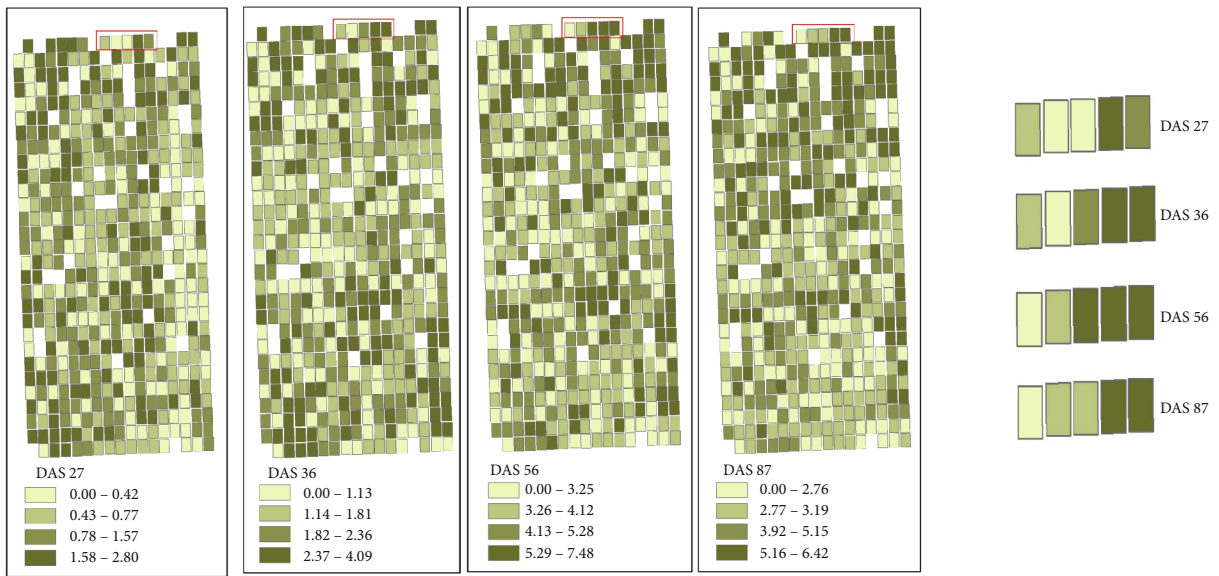 DAS 27
0.00 – 0.42
0.43 – 0.77
0.78 – 1.57
1.58 – 2.80
DAS 36
0.00 – 1.13
1.14 – 1.81
1.82 – 2.36
2.37 – 4.09
DAS 56
0.00 – 3.25
3.26 – 4.12
4.13 – 5.28
5.29 – 7.48
DAS 87
0.00 – 2.76
2.77 – 3.19
3.92 – 5.15
5.16 – 6.42
DAS 27
DAS 36
DAS 56
DAS 87